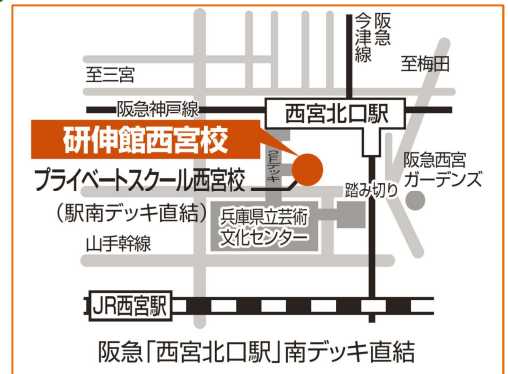 阪急
今津線
至梅田
至三宮
阪急神戸線
西宮北口駅
研伸館西宮校
2Fデッキ
プライベートスクール西宮校
（駅南デッキ直結）
阪急西宮
ガーデンズ
踏み切り
兵庫県立芸術
文化センター
山手幹線
JR西宮駅
阪急「西宮北口駅」南デッキ直結